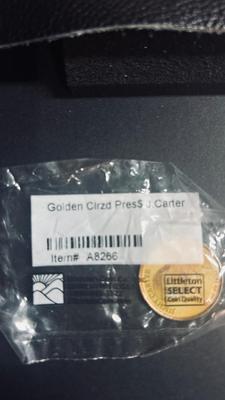 Golden Clrzd Pres$ J Carter
Item# A8266
Littleton
SELECT
Coin Quality